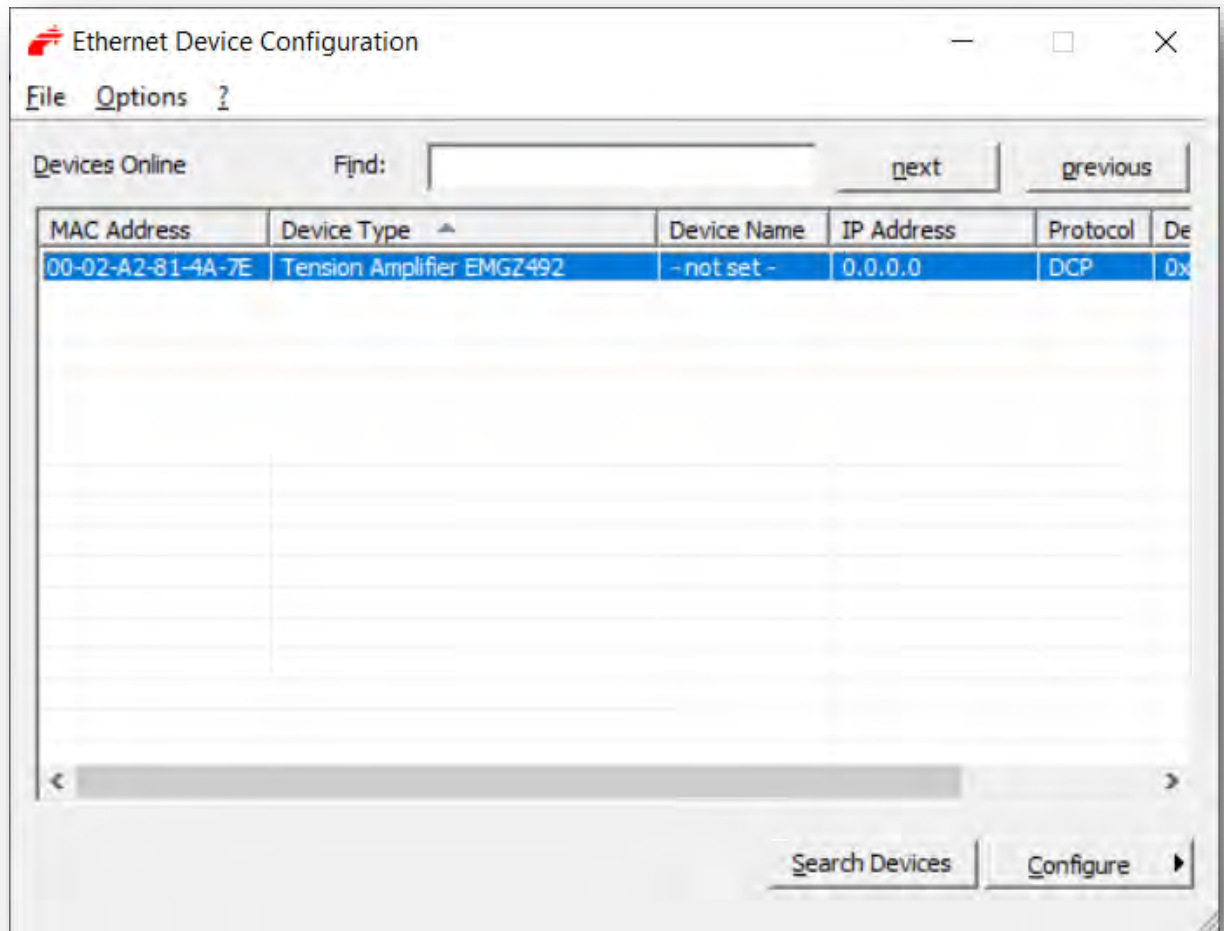 Ethernet Device Configuration
File Options ?
Devices Online Find: next previous
MAC Address Device Type Device Name IP Address Protocol De
00-02-A2-81-4A-7E Tension Amplifier EMGZ492 - not set - 0.0.0.0 DCP 0x
Search Devices Configure